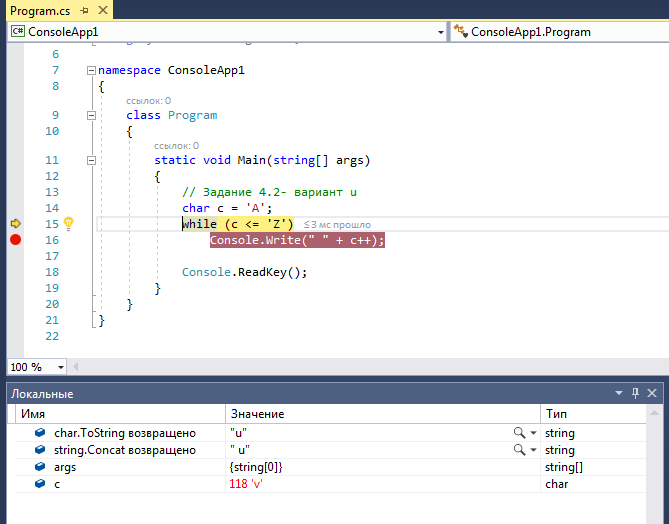 Program.cs
ConsoleApp1 ConsoleApp1.Program
6
7 namespace ConsoleApp1
8 {
ссылок: 0
9 class Program
10 {
ссылок: 0
11 static void Main(string[] args)
12 {
13 // Задание 4.2- вариант u
14 char c = 'A';
15 while (c <= 'Z') ≤3 мс прошло
16 Console.Write(" " + c++);
17
18 Console.ReadKey();
19 }
20 }
21 }
22
100 %
Локальные
Имя Значение Тип
char.ToString возвращено "u" string
string.Concat возвращено " u" string
args {string[0]} string[]
c 118 'v' char